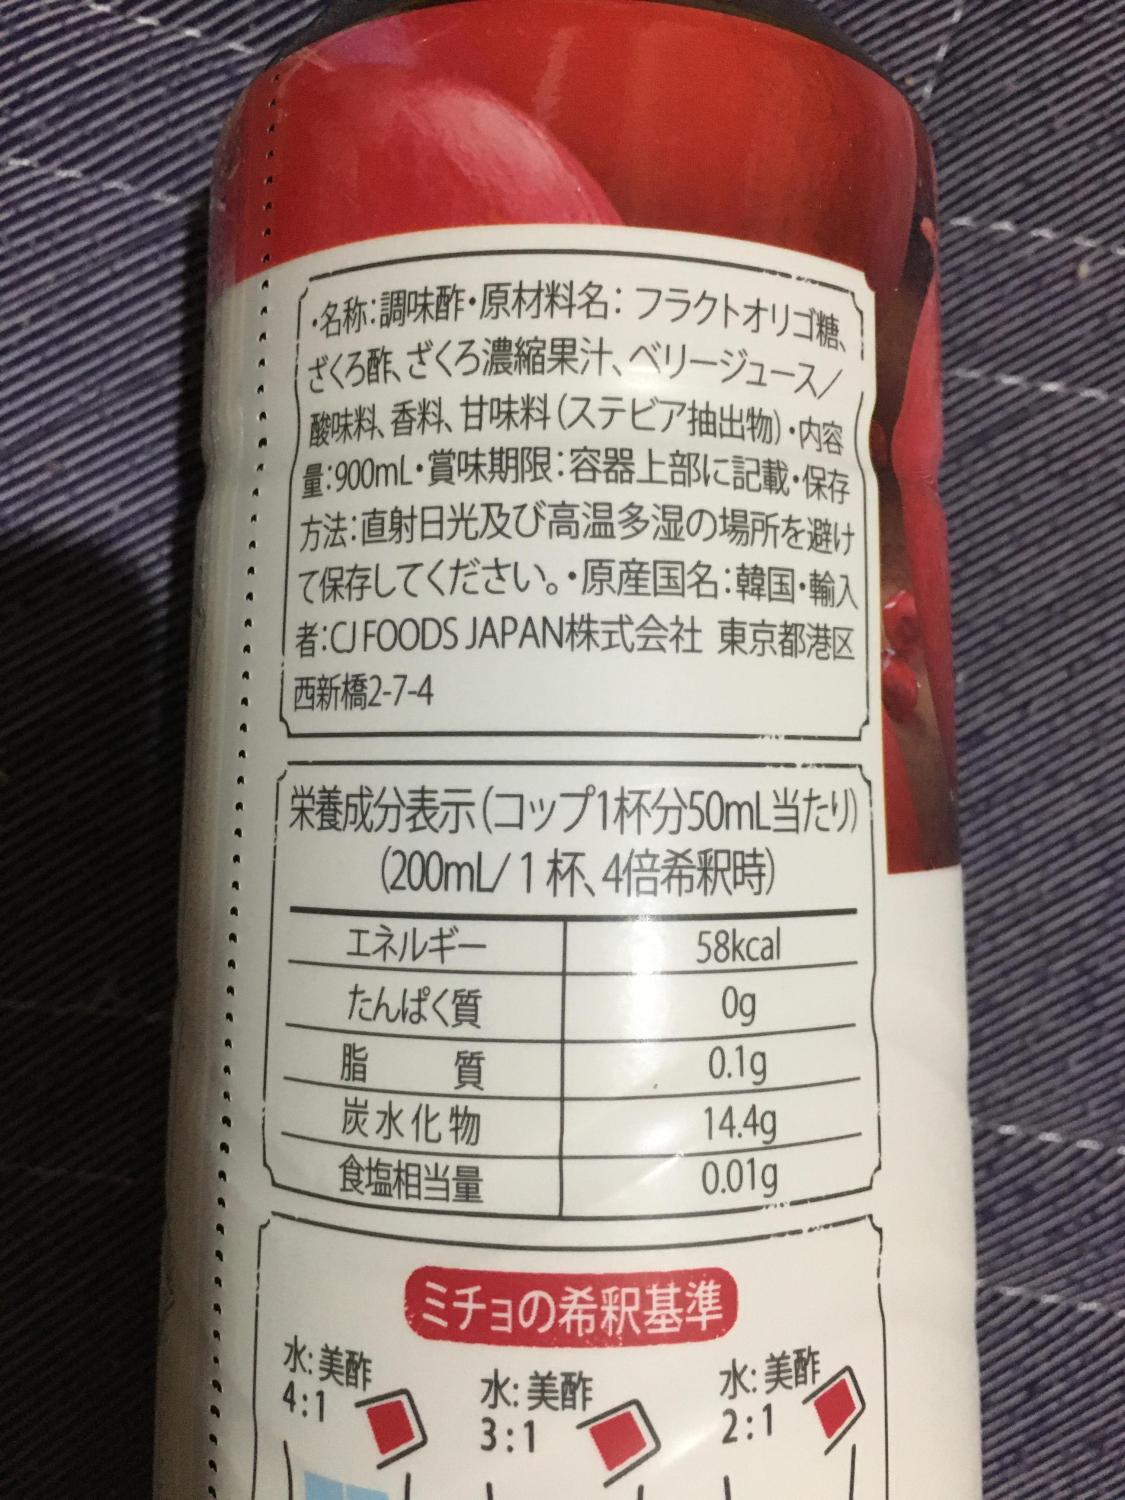 ・名称：調味酢・原材料名：フラクトオリゴ糖、
ざくろ酢、ざくろ濃縮果汁、ベリージュース／
酸味料、香料、甘味料（ステビア抽出物）・内容
量：900mL・賞味期限：容器上部に記載・保存
方法：直射日光及び高温多湿の場所を避け
て保存してください。・原産国名：韓国・輸入
者：CJ FOODS JAPAN株式会社 東京都港区
西新橋2-7-4
栄養成分表示（コップ1杯分50mL当たり）
（200mL/1杯、4倍希釈時）
エネルギー 58kcal
たんぱく質 0g
脂質 0.1g
炭水化物 14.4g
食塩相当量 0.01g
ミチョの希釈基準
水：美酢
4:1
水：美酢
3:1
水：美酢
2:1